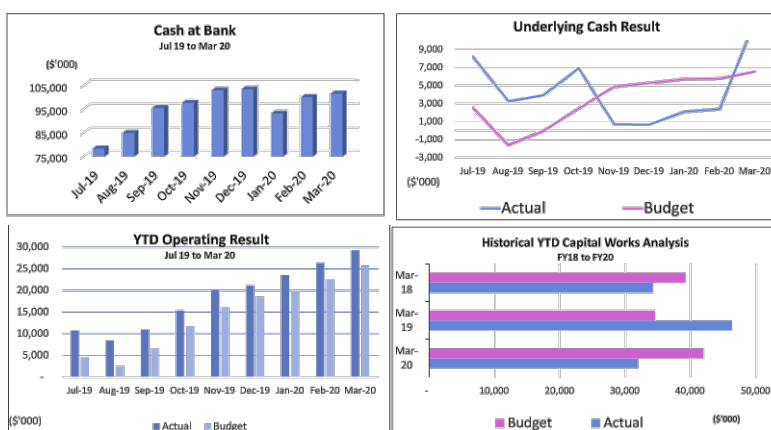 Cash at Bank
Jul 19 to Mar 20
($'000)
105,000
95,000
85,000
75,000
Jul-19
Aug-19
Sep-19
Oct-19
Nov-19
Dec-19
Jan-20
Feb-20
Mar-20
Underlying Cash Result
9,000
7,000
5,000
3,000
1,000
-1,000
-3,000
Jul-19 Aug-19 Sep-19 Oct-19 Nov-19 Dec-19 Jan-20 Feb-20 Mar-20
($'000)
Actual Budget
YTD Operating Result
Jul 19 to Mar 20
30,000
25,000
20,000
15,000
10,000
5,000
-
Jul-19 Aug-19 Sep-19 Oct-19 Nov-19 Dec-19 Jan-20 Feb-20 Mar-20
($'000)
Actual Budget
Historical YTD Capital Works Analysis
FY18 to FY20
Mar-
18
Mar-
19
Mar-
20
- 10,000 20,000 30,000 40,000 50,000
Budget Actual ($'000)